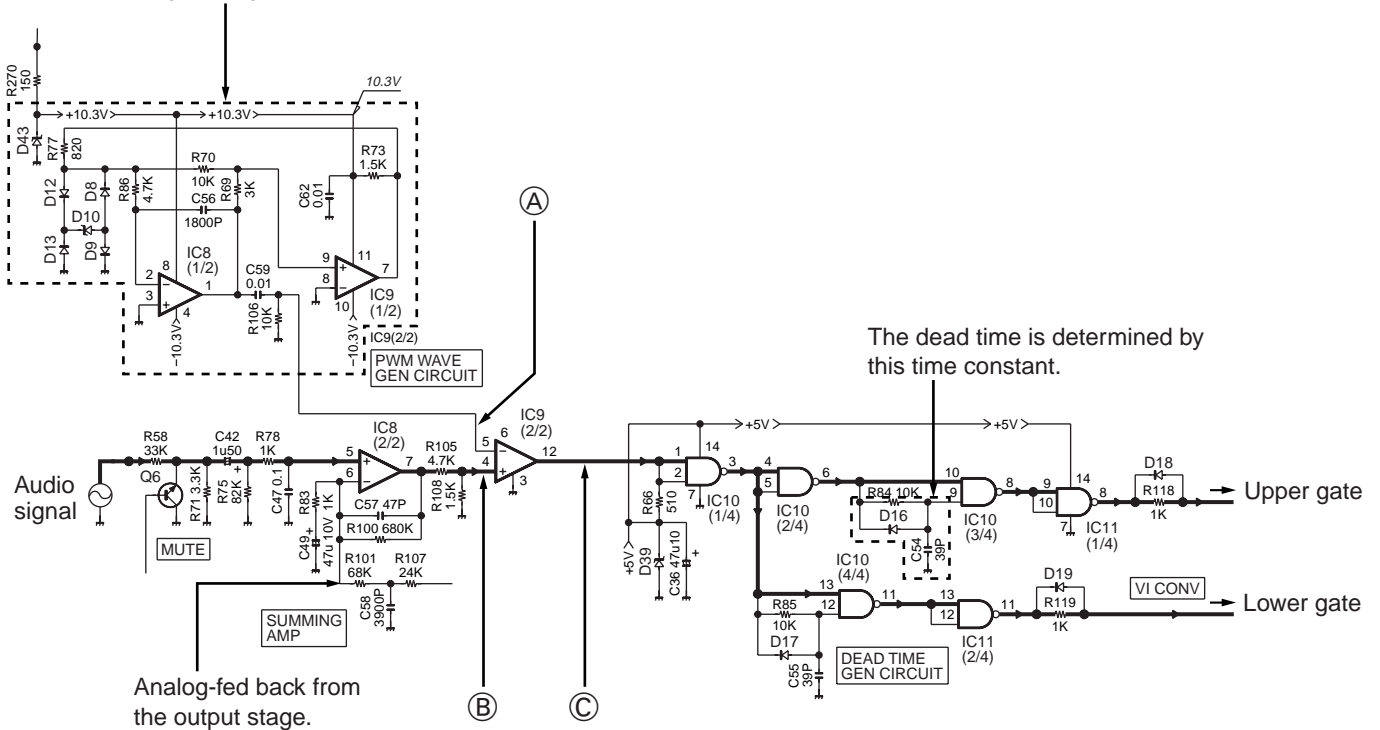 R270
150
10.3V
+10.3V
+10.3V
D43
R77
820
R70
10K
R73
1.5K
D12
D8
R86
4.7K
R69
3K
C56
1800P
C62
0.01
D10
D13
D9
IC8
(1/2)
8
2
3
1
4
-10.3V
C59
0.01
R106
10K
9
8
11
7
10
IC9
(1/2)
-10.3V
IC9(2/2)
PWM WAVE
GEN CIRCUIT
A
The dead time is determined by
this time constant.
Audio
signal
R58
33K
Q6
MUTE
R71 3.3K
C42
1u50
R75
82K
+
R78
1K
C47 0.1
IC8
(2/2)
5
6
7
R83
1K
C57 47P
R100 680K
C49
47u 10V
+
R101
68K
R107
24K
C58
3900P
SUMMING
AMP
R105
4.7K
R108
1.5K
IC9
(2/2)
5
4
6
12
3
+5V
+5V
R66
510
1
2
14
3
7
IC10
(1/4)
+5V
D39
C36 47u10
+
4
5
6
IC10
(2/4)
R84 10K
D16
C54
39P
10
9
8
IC10
(3/4)
14
9
10
8
7
IC11
(1/4)
D18
R118
1K
Upper gate
IC10
(4/4)
R85
10K
D17
C55
39P
13
12
11
13
12
11
IC11
(2/4)
D19
R119
1K
VI CONV
Lower gate
DEAD TIME
GEN CIRCUIT
Analog-fed back from
the output stage.
B
C